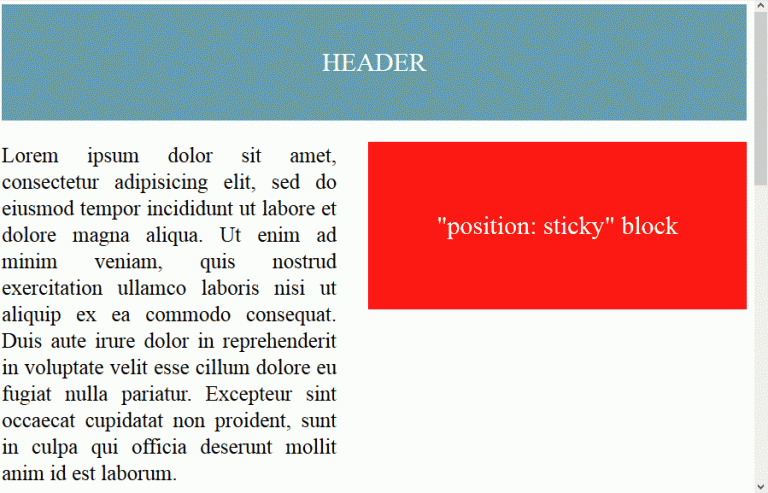 HEADER
Lorem ipsum dolor sit amet,
consectetur adipisicing elit, sed do
eiusmod tempor incididunt ut labore et
dolore magna aliqua. Ut enim ad
minim veniam, quis nostrud
exercitation ullamco laboris nisi ut
aliquip ex ea commodo consequat.
Duis aute irure dolor in reprehenderit
in voluptate velit esse cillum dolore eu
fugiat nulla pariatur. Excepteur sint
occaecat cupidatat non proident, sunt
in culpa qui officia deserunt mollit
anim id est laborum.
"position: sticky" block